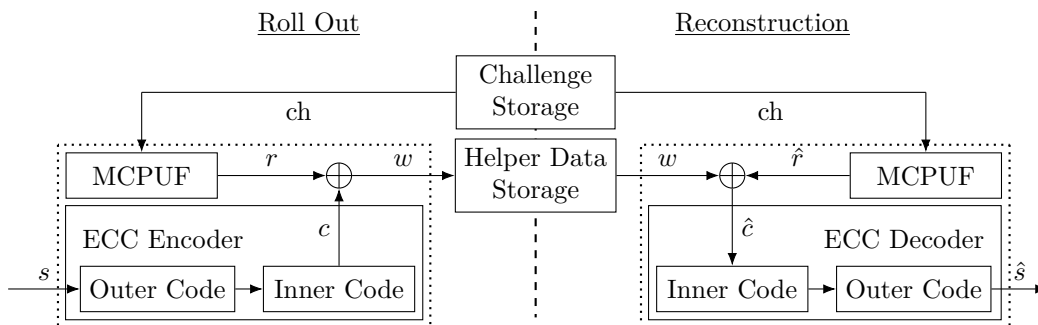 Roll Out
Reconstruction
Challenge
Storage
ch
ch
MCPUF
r
w
Helper Data
Storage
w
r̂
MCPUF
ECC Encoder
c
ĉ
ECC Decoder
s
Outer Code
Inner Code
Inner Code
Outer Code
ŝ